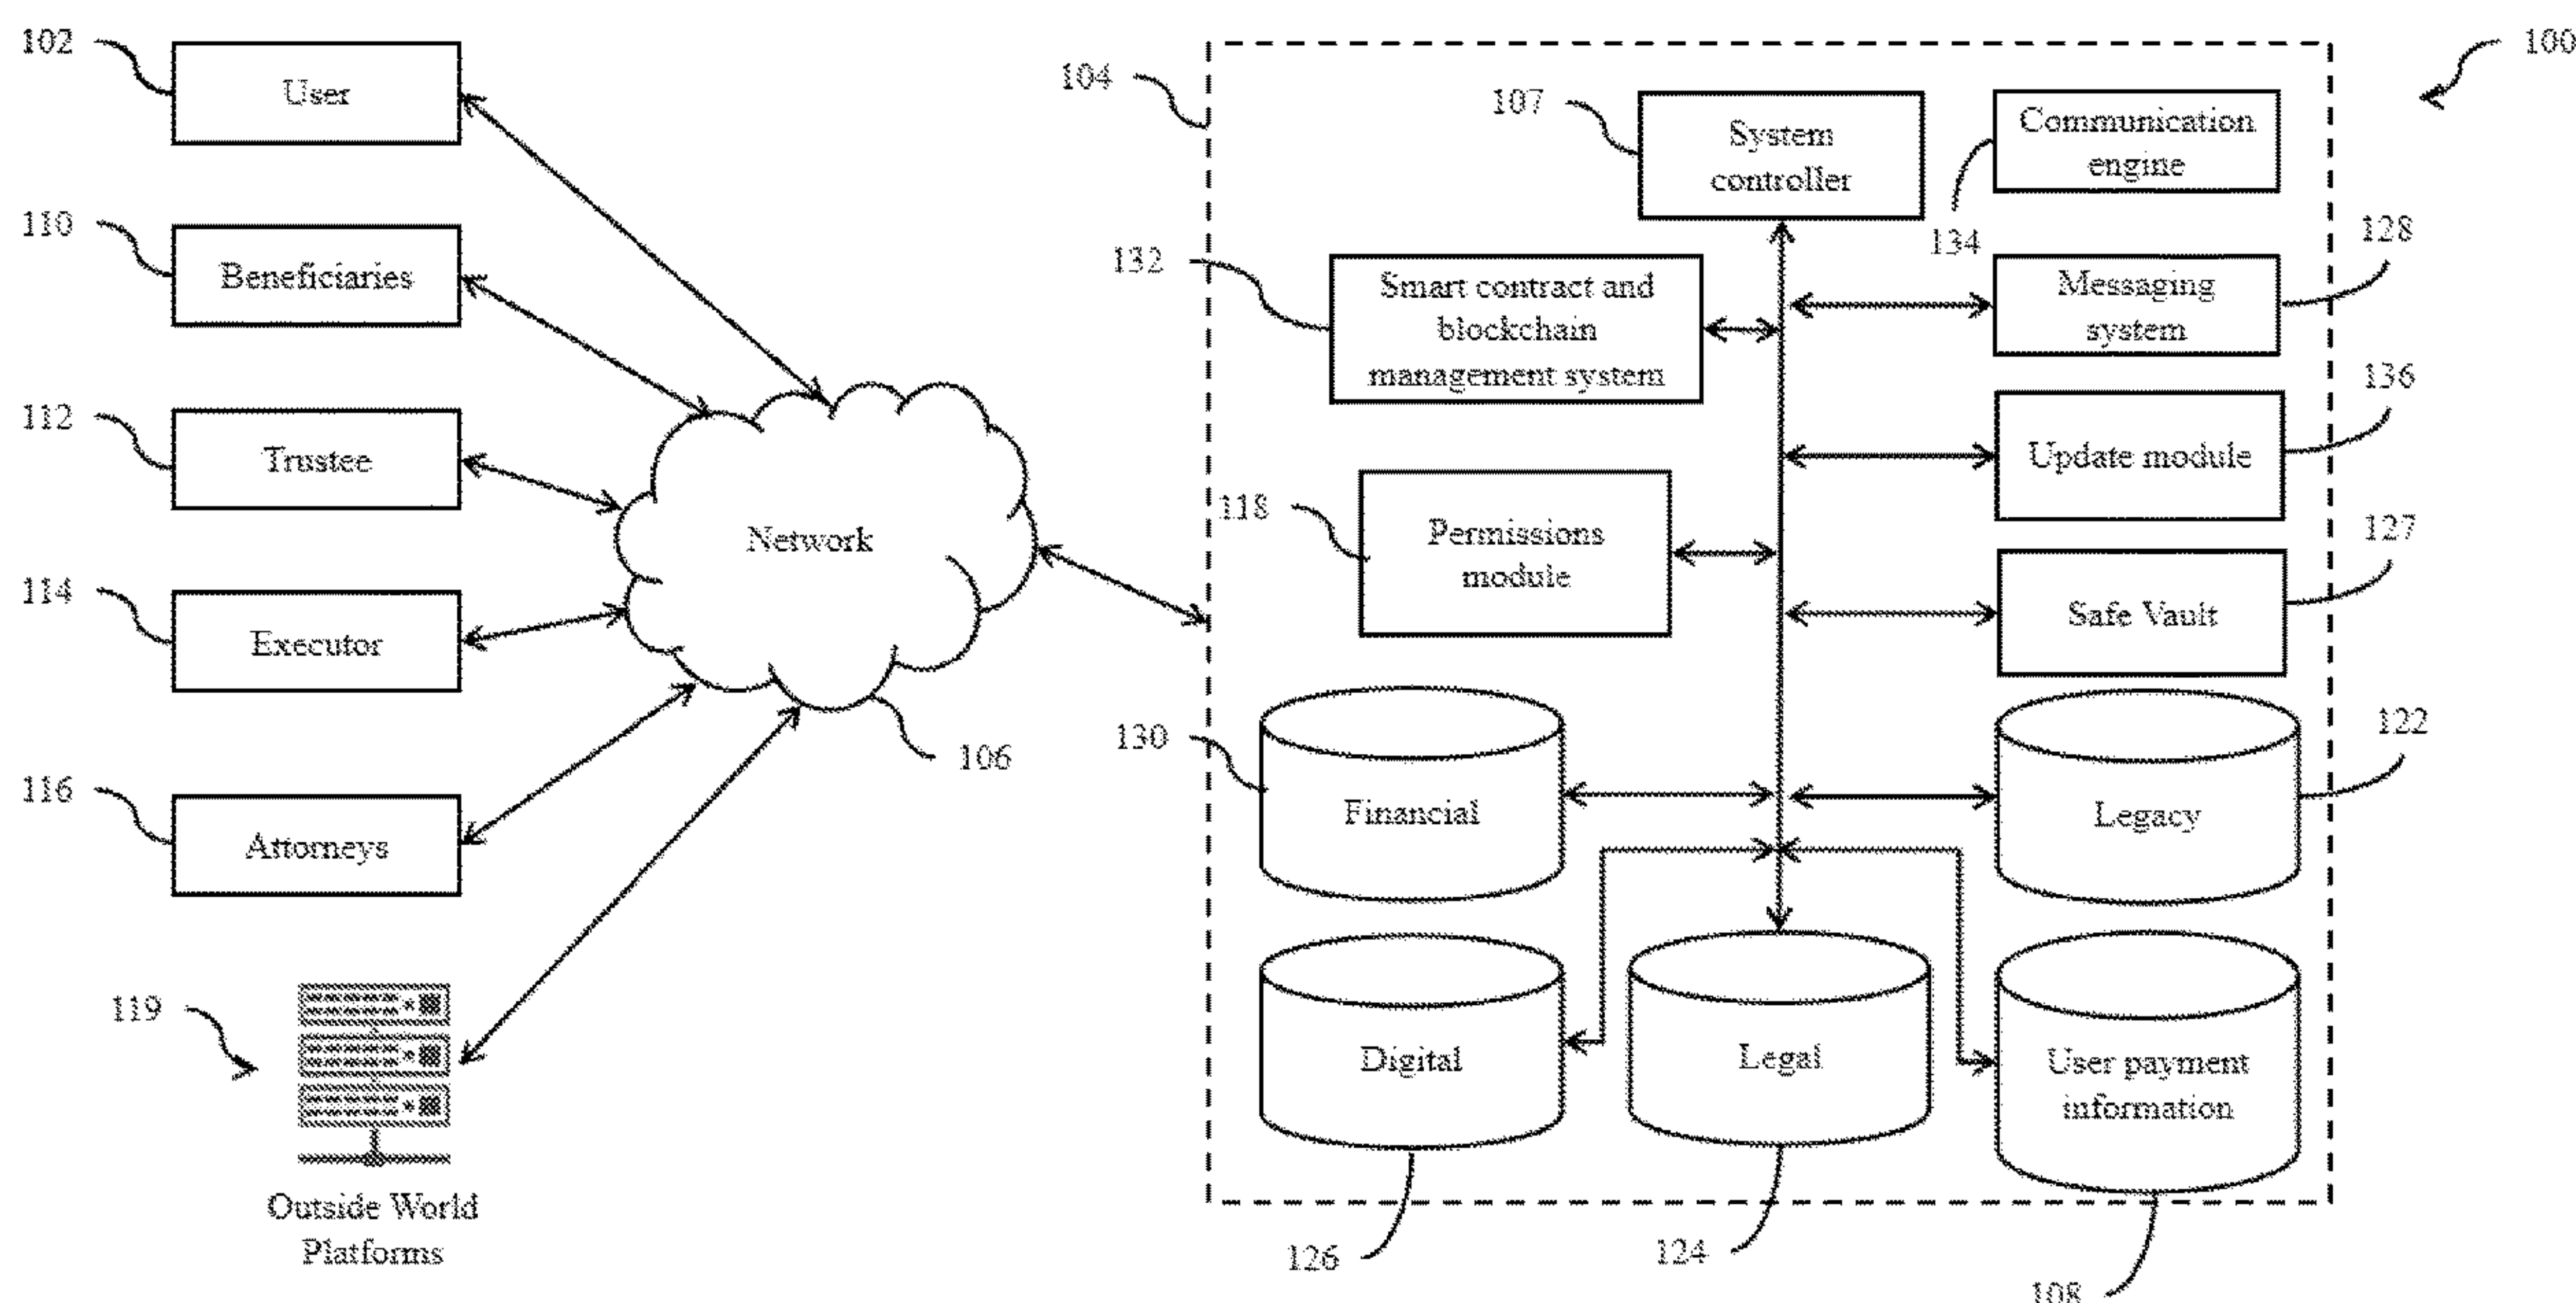 102
User
110
Beneficiaries
112
Trustee
114
Executor
116
Attorneys
119
Outside World
Platforms
Network
106
100
104
107
System
controller
Communication
engine
134
132
Smart contract and
blockchain
management system
128
Messaging
system
136
Update module
118
Permissions
module
127
Safe Vault
130
Financial
122
Legacy
Digital
Legal
User payment
information
126
124
108